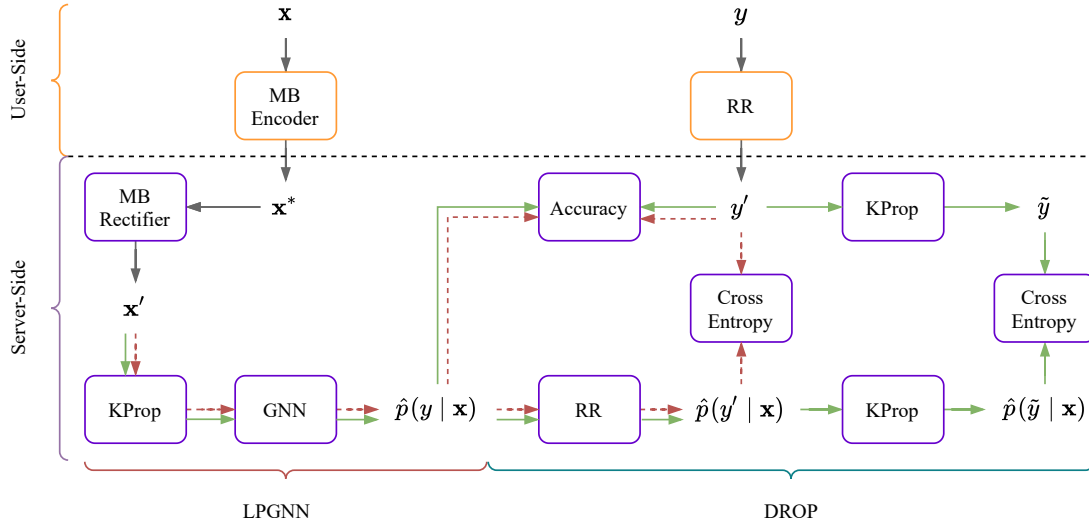 x
y
User-Side
MB
Encoder
RR
MB
Rectifier
x*
Accuracy
y′
KProp
ỹ
Server-Side
x′
Cross
Entropy
Cross
Entropy
KProp
GNN
p̂(y | x)
RR
p̂(y′ | x)
KProp
p̂(ỹ | x)
LPGNN
DROP